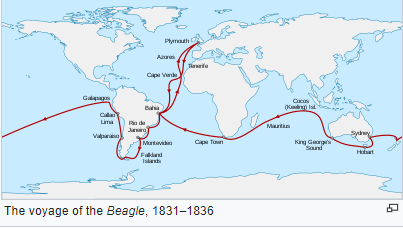 Plymouth
Azores
Tenerife
Cape Verde
Galapagos
Callao
Lima
Bahia
Rio de
Janeiro
Valparaiso
Montevideo
Falkland
Islands
Cape Town
Mauritius
Cocos
(Keeling) Isl.
King George's
Sound
Sydney
Hobart
The voyage of the Beagle, 1831–1836